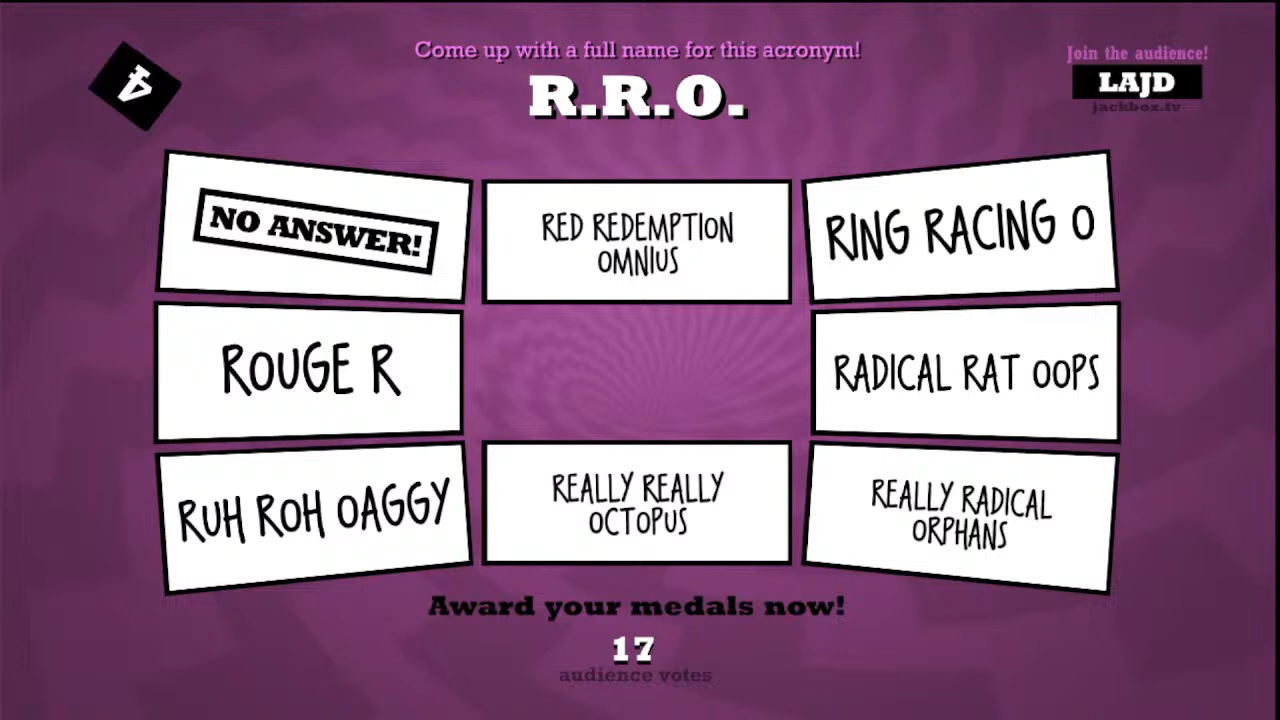 Come up with a full name for this acronym!
R.R.O.
4
Join the audience!
LAJD
jackbox.tv
NO ANSWER!
RED REDEMPTION
OMNIUS
RING RACING O
ROUGE R
RADICAL RAT OOPS
RUH ROH OAGGY
REALLY REALLY
OCTOPUS
REALLY RADICAL
ORPHANS
Award your medals now!
17
audience votes